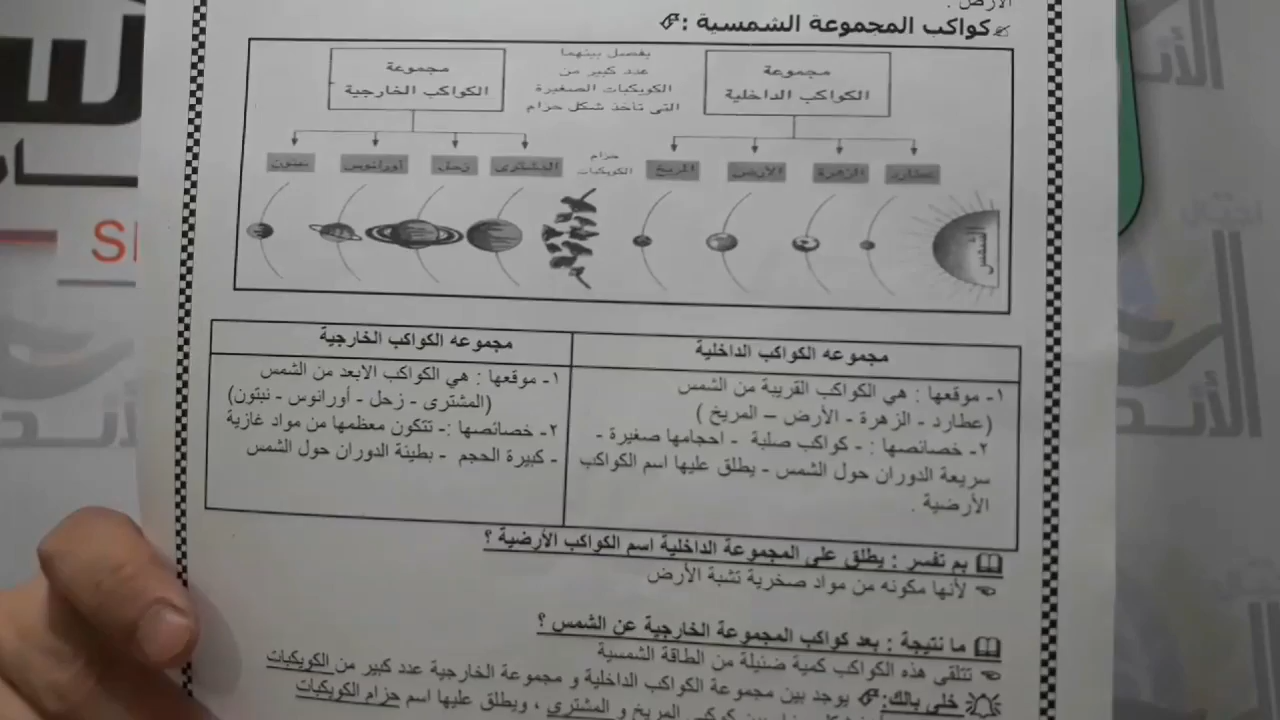 الأرض .
كواكب المجموعة الشمسية :
مجموعة
الكواكب الداخلية
يفصل بينهما
عدد كبير من
الكويكبات الصغيرة
التى تأخذ شكل حزام
مجموعة
الكواكب الخارجية
عطارد
الزهرة
الأرض
المريخ
حزام
الكويكبات
المشترى
زحل
أورانوس
نبتون
الشمس
مجموعه الكواكب الداخلية
١- موقعها : هي الكواكب القريبة من الشمس
(عطارد - الزهرة - الأرض – المريخ )
٢- خصائصها : - كواكب صلبة - احجامها صغيرة -
سريعة الدوران حول الشمس - يطلق عليها اسم الكواكب
الأرضية .
مجموعه الكواكب الخارجية
١- موقعها : هي الكواكب الابعد من الشمس
(المشترى - زحل - أورانوس - نبتون)
٢- خصائصها :- تتكون معظمها من مواد غازية
- كبيرة الحجم - بطيئة الدوران حول الشمس
بم تفسر : يطلق على المجموعة الداخلية اسم الكواكب الأرضية ؟
لأنها مكونه من مواد صخرية تشبة الأرض
ما نتيجة : بعد كواكب المجموعة الخارجية عن الشمس ؟
تتلقى هذه الكواكب كمية ضئيلة من الطاقة الشمسية
خلى بالك: يوجد بين مجموعة الكواكب الداخلية و مجموعة الخارجية عدد كبير من الكويكبات
بين كوكبى المريخ و المشتري ، ويطلق عليها اسم حزام الكويكبات